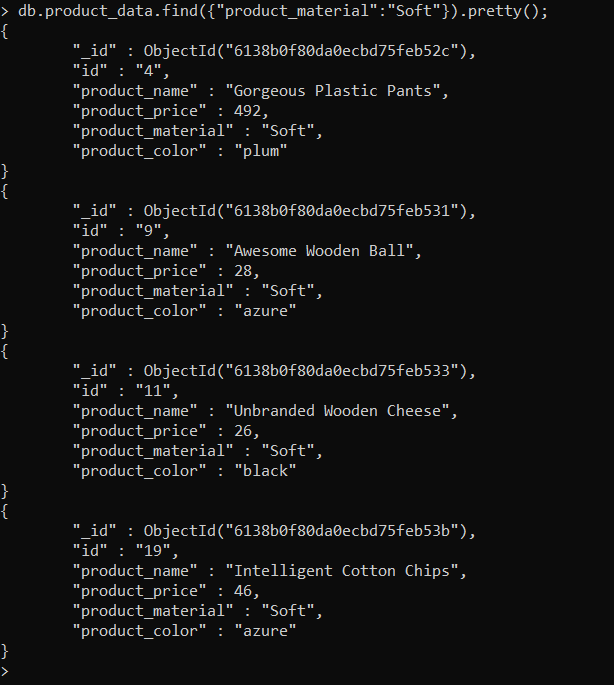 > db.product_data.find({"product_material":"Soft"}).pretty();
{
        "_id" : ObjectId("6138b0f80da0ecbd75feb52c"),
        "id" : "4",
        "product_name" : "Gorgeous Plastic Pants",
        "product_price" : 492,
        "product_material" : "Soft",
        "product_color" : "plum"
}
{
        "_id" : ObjectId("6138b0f80da0ecbd75feb531"),
        "id" : "9",
        "product_name" : "Awesome Wooden Ball",
        "product_price" : 28,
        "product_material" : "Soft",
        "product_color" : "azure"
}
{
        "_id" : ObjectId("6138b0f80da0ecbd75feb533"),
        "id" : "11",
        "product_name" : "Unbranded Wooden Cheese",
        "product_price" : 26,
        "product_material" : "Soft",
        "product_color" : "black"
}
{
        "_id" : ObjectId("6138b0f80da0ecbd75feb53b"),
        "id" : "19",
        "product_name" : "Intelligent Cotton Chips",
        "product_price" : 46,
        "product_material" : "Soft",
        "product_color" : "azure"
}
>